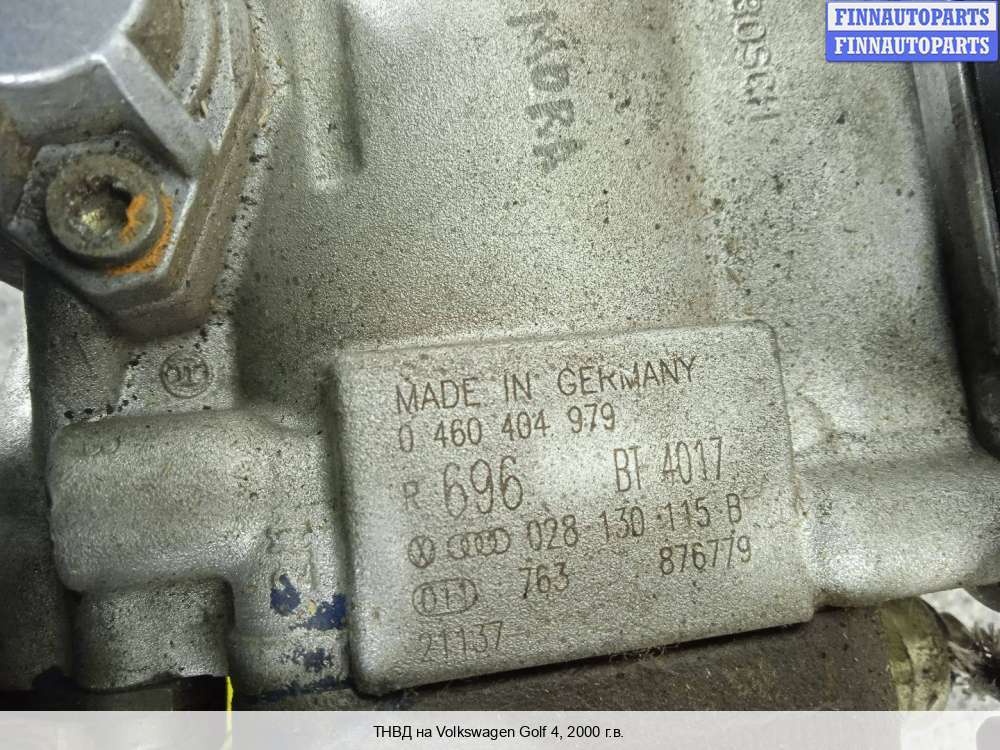 FINNAUTOPARTS
FINNAUTOPARTS
BOSCH
MADE IN GERMANY
0 460 404 979
R 696 BT 4017
028 130 115 B
763 876779
21137
ТНВД на Volkswagen Golf 4, 2000 г.в.